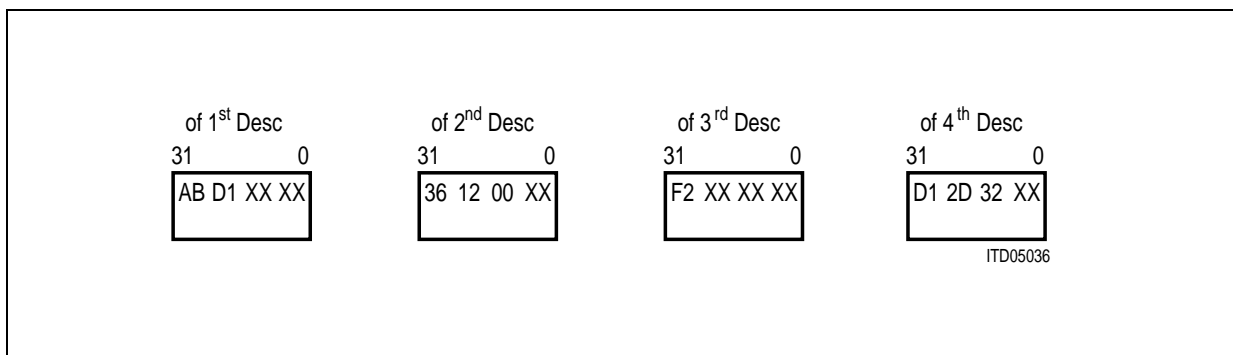 of 1st Desc of 2nd Desc of 3rd Desc of 4th Desc
31 0 31 0 31 0 31 0
AB D1 XX XX 36 12 00 XX F2 XX XX XX D1 2D 32 XX
ITD05036